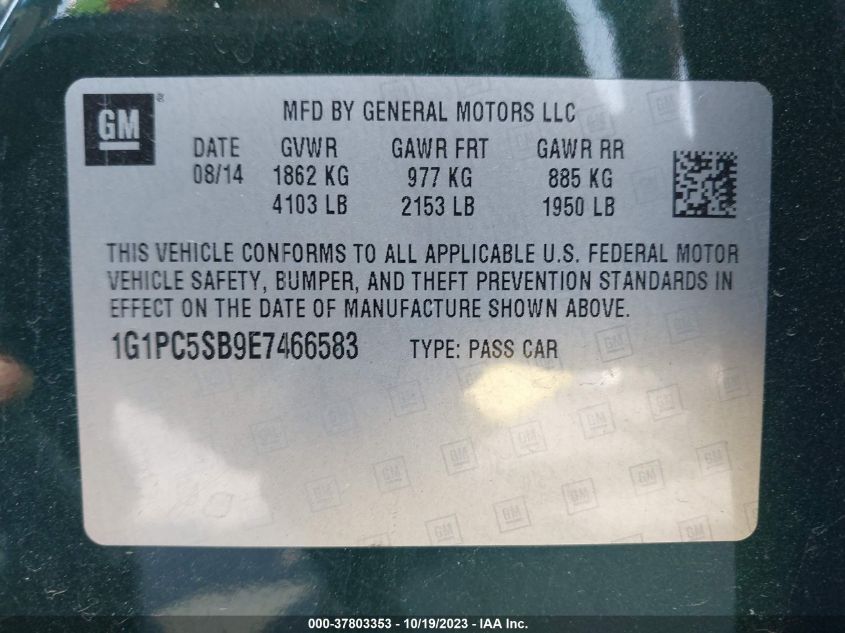 GM ®
MFD BY GENERAL MOTORS LLC
DATE GVWR GAWR FRT GAWR RR
08/14 1862 KG 977 KG 885 KG
4103 LB 2153 LB 1950 LB
THIS VEHICLE CONFORMS TO ALL APPLICABLE U.S. FEDERAL MOTOR
VEHICLE SAFETY, BUMPER, AND THEFT PREVENTION STANDARDS IN
EFFECT ON THE DATE OF MANUFACTURE SHOWN ABOVE.
1G1PC5SB9E7466583 TYPE: PASS CAR
000-37803353 - 10/19/2023 - IAA Inc.